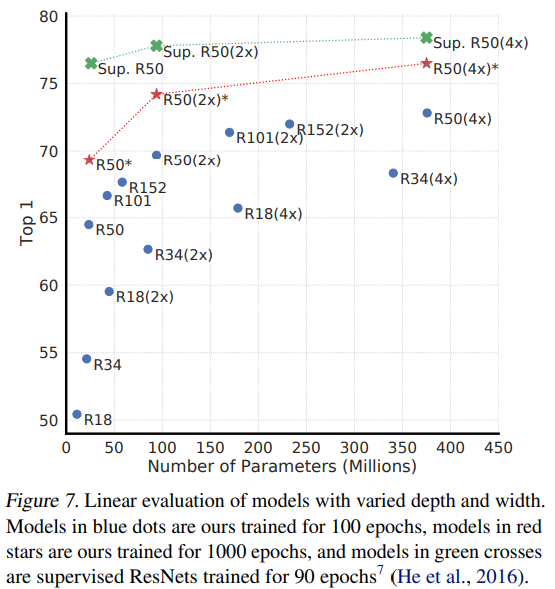 80
75
70
65
60
55
50
Top 1
Sup. R50
Sup. R50(2x)
Sup. R50(4x)
R50(4x)*
R50(2x)*
R50*
R50(4x)
R152(2x)
R101(2x)
R50(2x)
R34(4x)
R152
R101
R18(4x)
R50
R34(2x)
R18(2x)
R34
R18
0 50 100 150 200 250 300 350 400 450
Number of Parameters (Millions)
Figure 7. Linear evaluation of models with varied depth and width.
Models in blue dots are ours trained for 100 epochs, models in red
stars are ours trained for 1000 epochs, and models in green crosses
are supervised ResNets trained for 90 epochs7 (He et al., 2016).